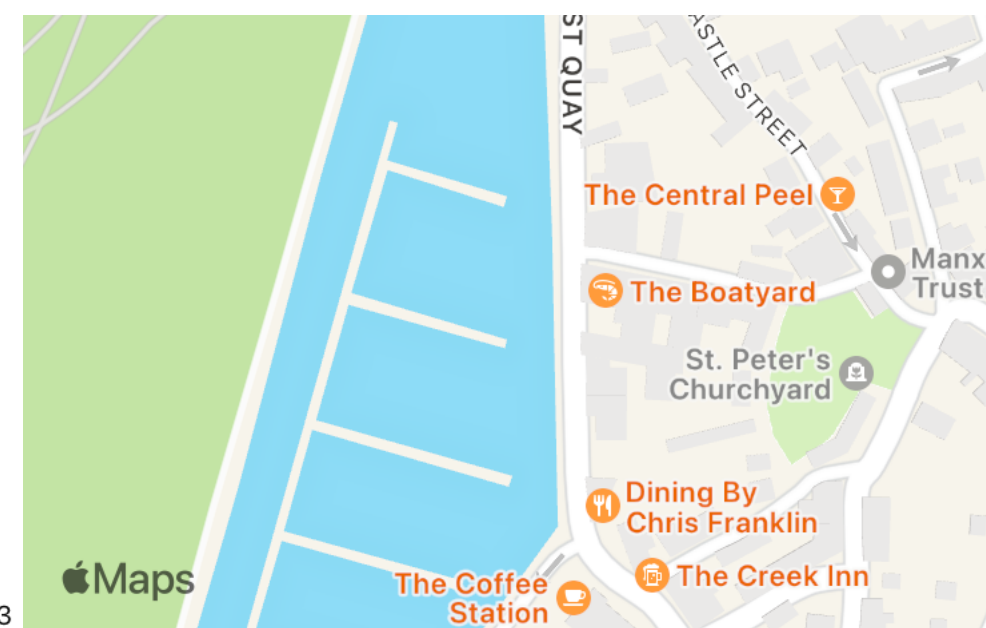 ST QUAY
ASTLE STREET
The Central Peel
Manx
Trust
The Boatyard
St. Peter's
Churchyard
Dining By
Chris Franklin
Maps
The Creek Inn
The Coffee
Station
3